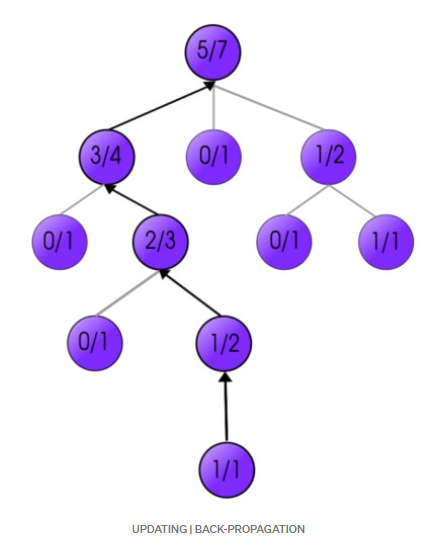 5/7
3/4 0/1 1/2
0/1 2/3 0/1 1/1
0/1 1/2
1/1
UPDATING | BACK-PROPAGATION